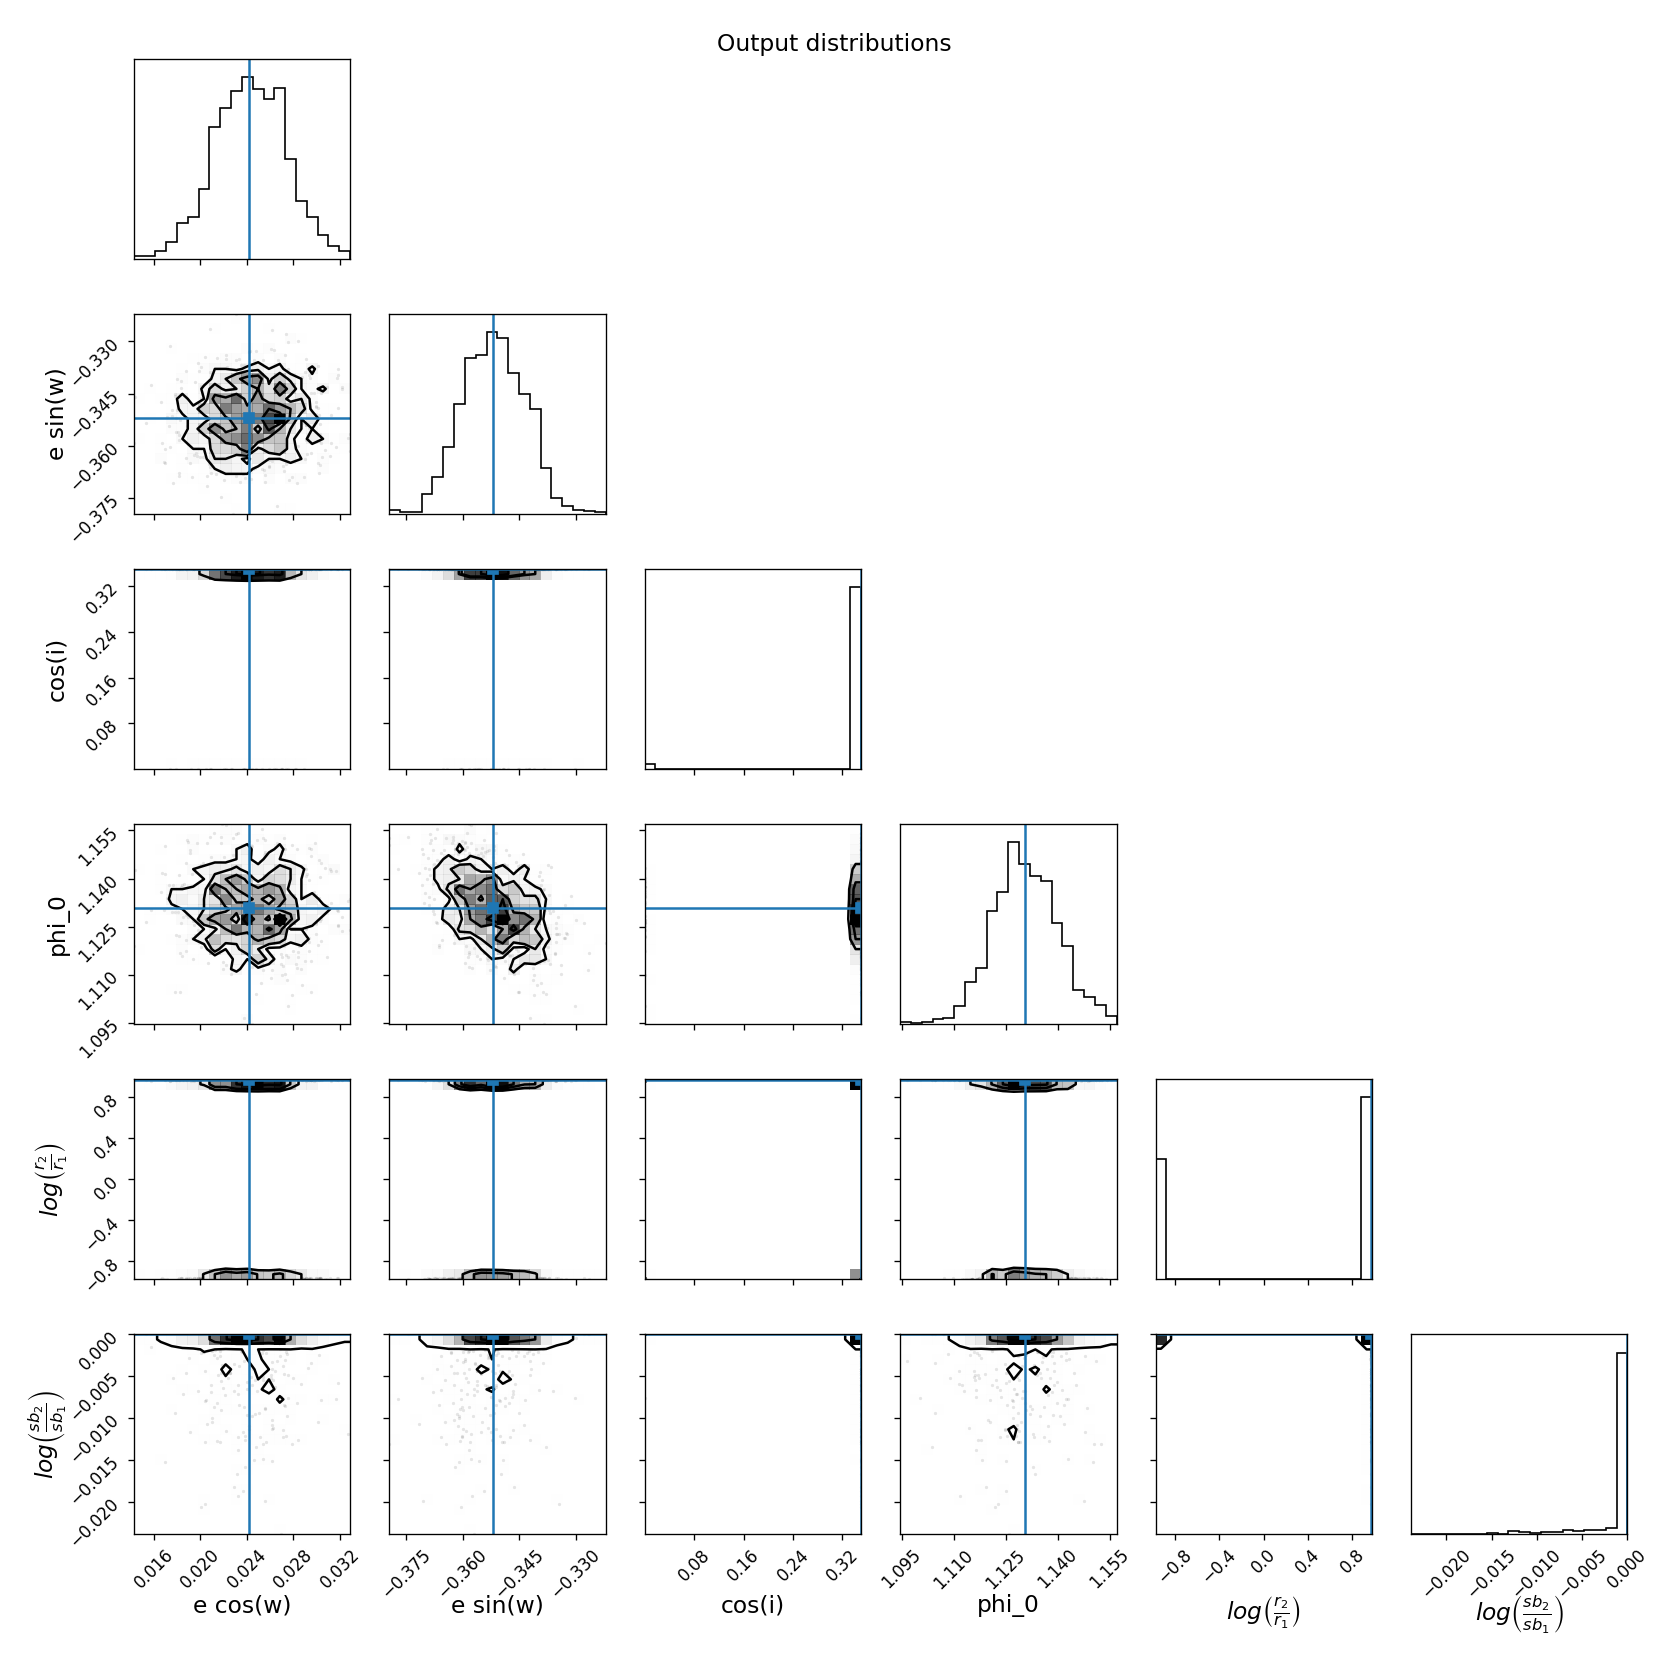 Output distributions
e sin(w)
−0.330
−0.345
−0.360
−0.375
cos(i)
0.32
0.24
0.16
0.08
phi_0
1.155
1.140
1.125
1.110
1.095
log(r2/r1)
0.8
0.4
0.0
−0.4
−0.8
log(sb2/sb1)
0.000
−0.005
−0.010
−0.015
−0.020
0.016 0.020 0.024 0.028 0.032
e cos(w)
−0.375 −0.360 −0.345 −0.330
e sin(w)
0.08 0.16 0.24 0.32
cos(i)
1.095 1.110 1.125 1.140 1.155
phi_0
−0.8 −0.4 0.0 0.4 0.8
log(r2/r1)
−0.020 −0.015 −0.010 −0.005 0.000
log(sb2/sb1)